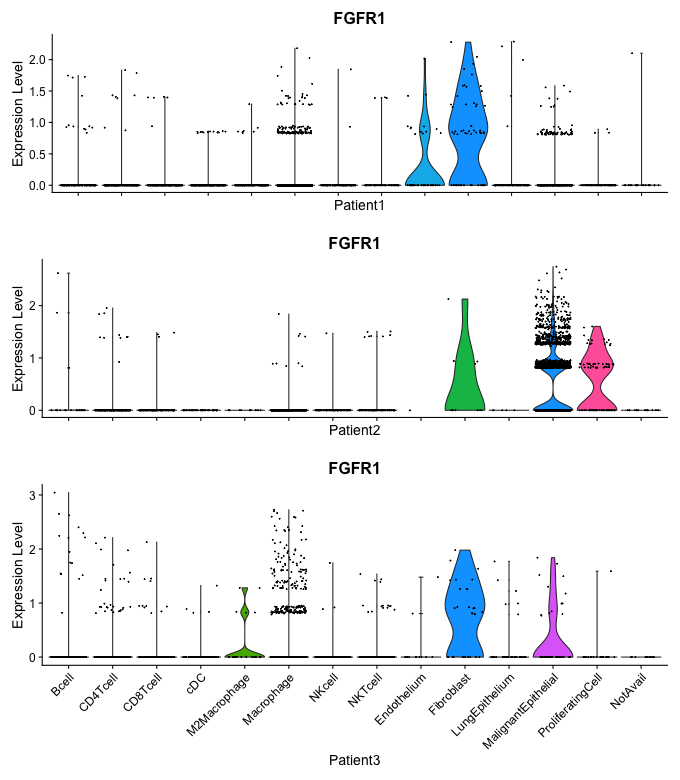 FGFR1
Expression Level
2.0
1.5
1.0
0.5
0.0
Patient1
FGFR1
Expression Level
2
1
0
Patient2
FGFR1
Expression Level
3
2
1
0
Bcell
CD4Tcell
CD8Tcell
cDC
M2Macrophage
Macrophage
NKcell
NKTcell
Endothelium
Fibroblast
LungEpithelium
MalignantEpithelial
ProliferatingCell
NotAvail
Patient3